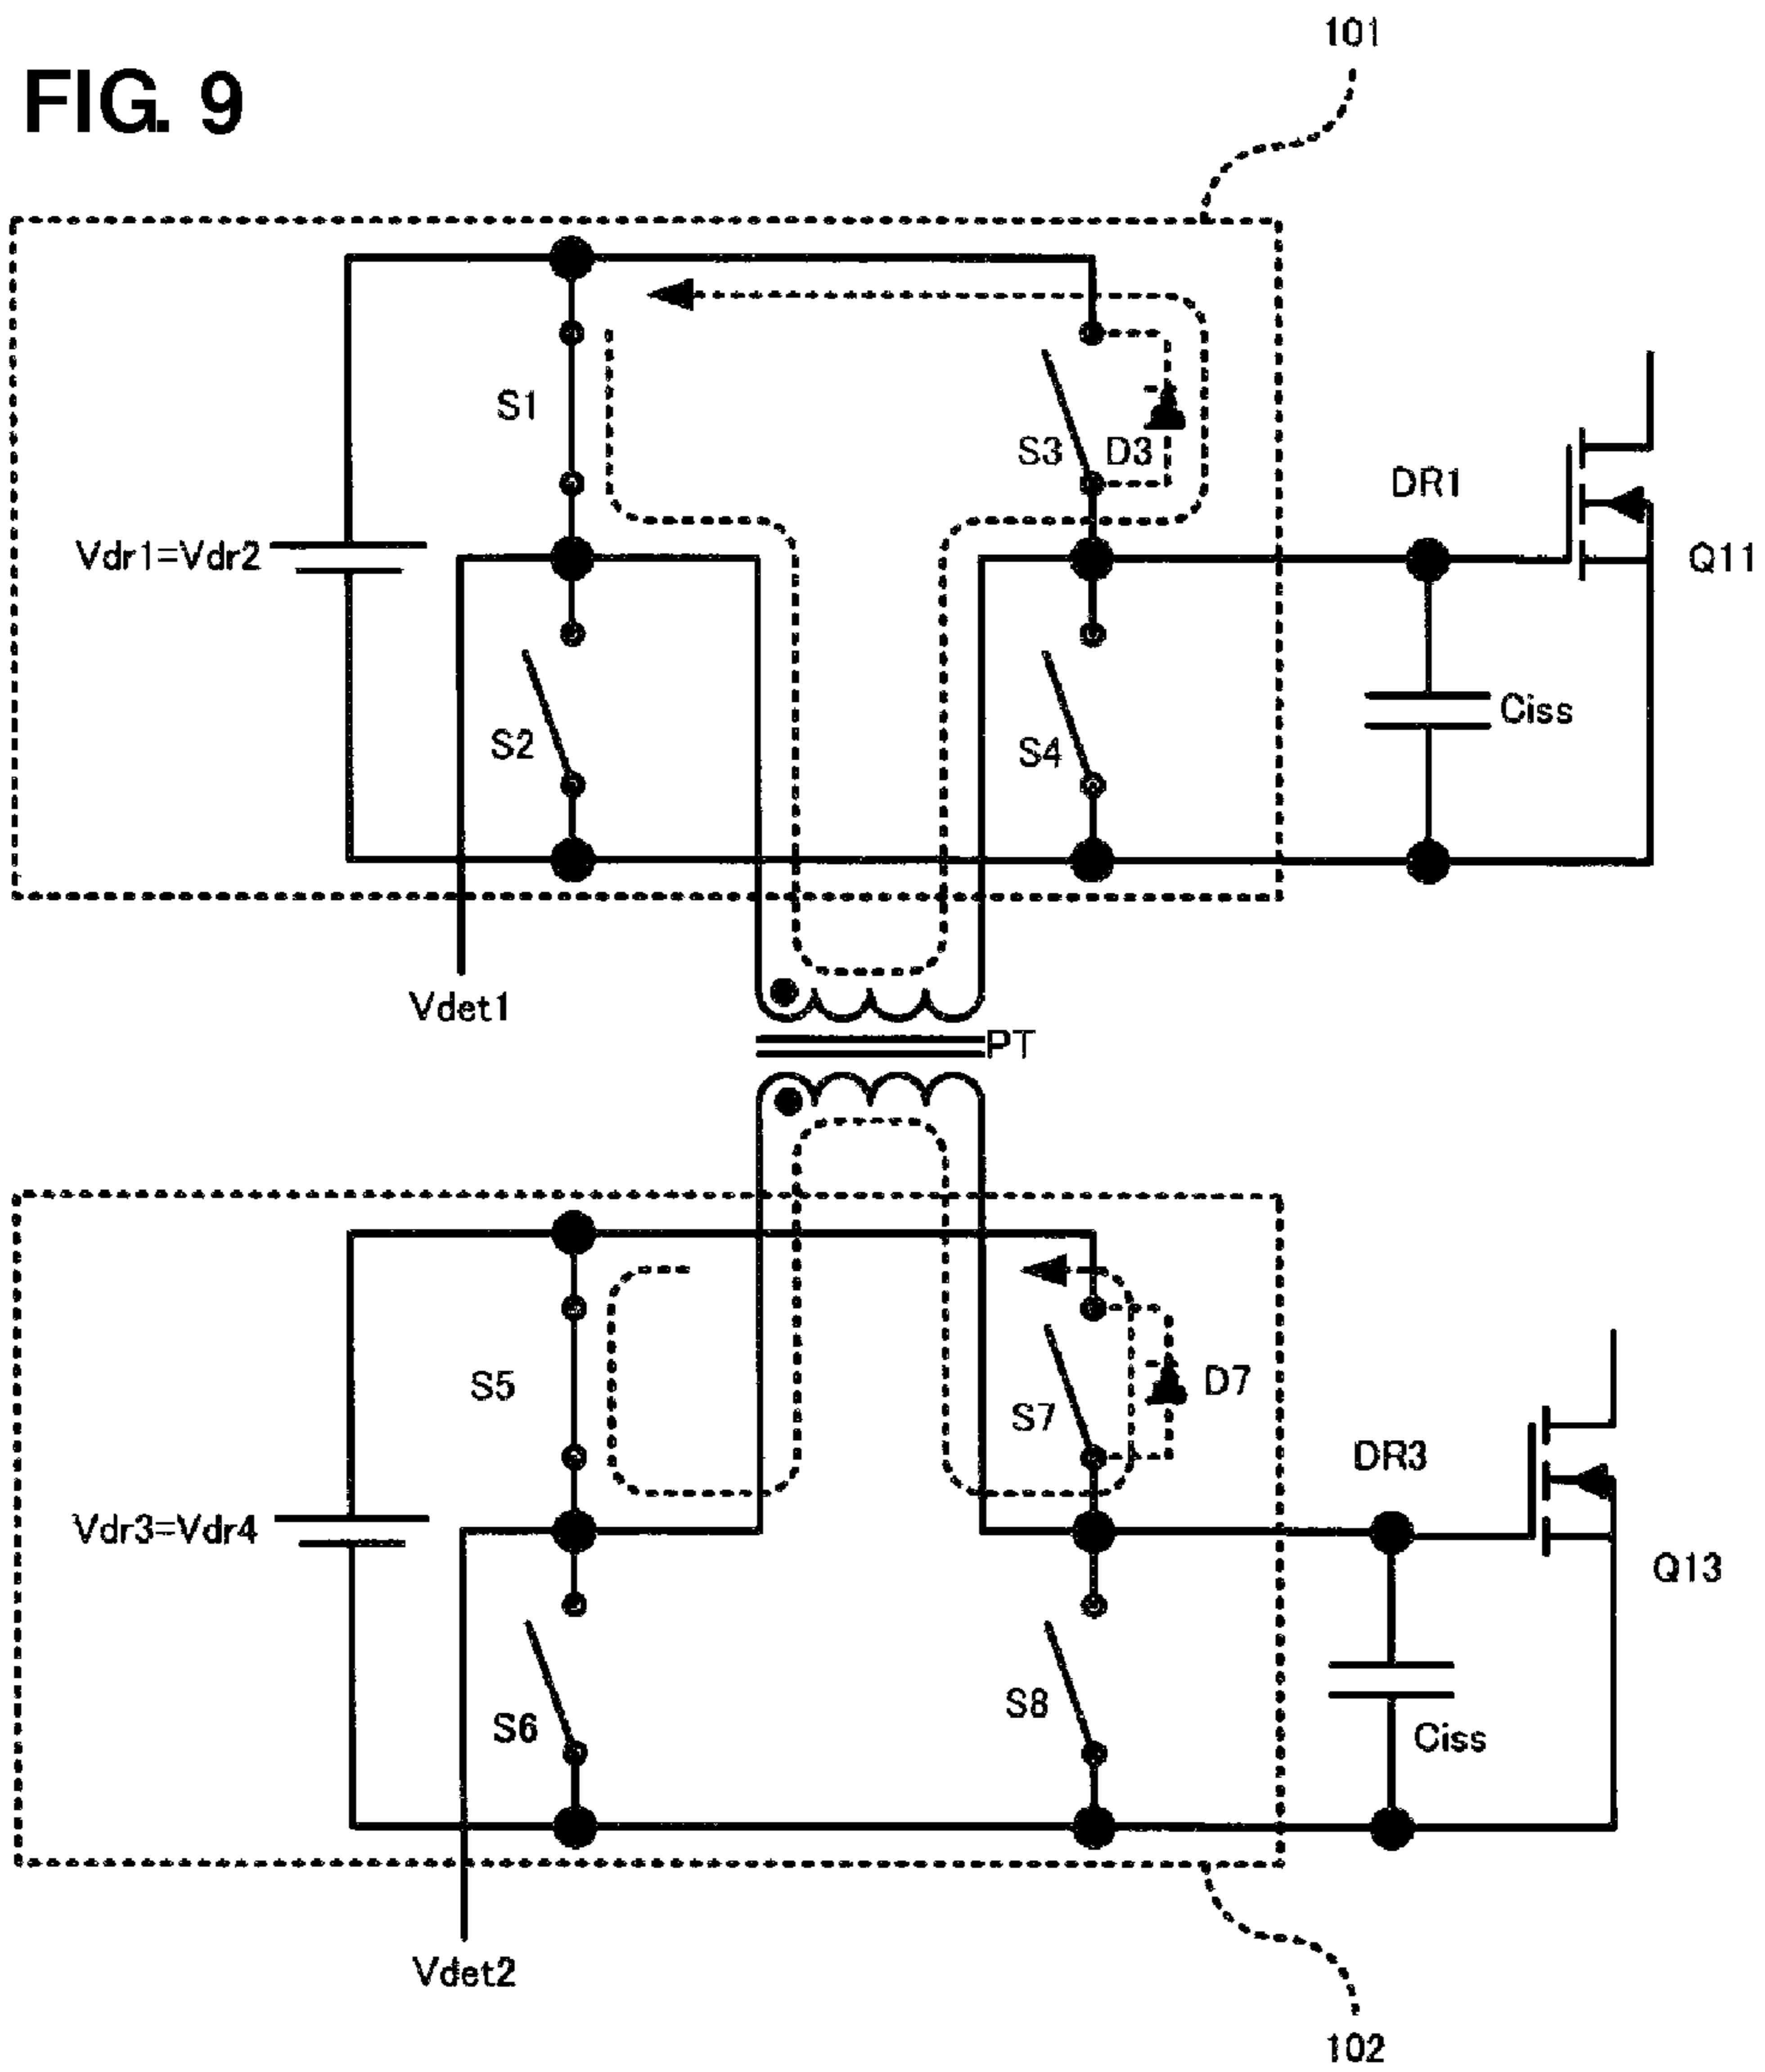 101
FIG. 9
S1
S3
D3
DR1
Vdr1=Vdr2
Q11
Ciss
S2
S4
Vdet1
PT
S5
D7
S7
DR3
Vdr3=Vdr4
Q13
S8
S6
Ciss
Vdet2
102